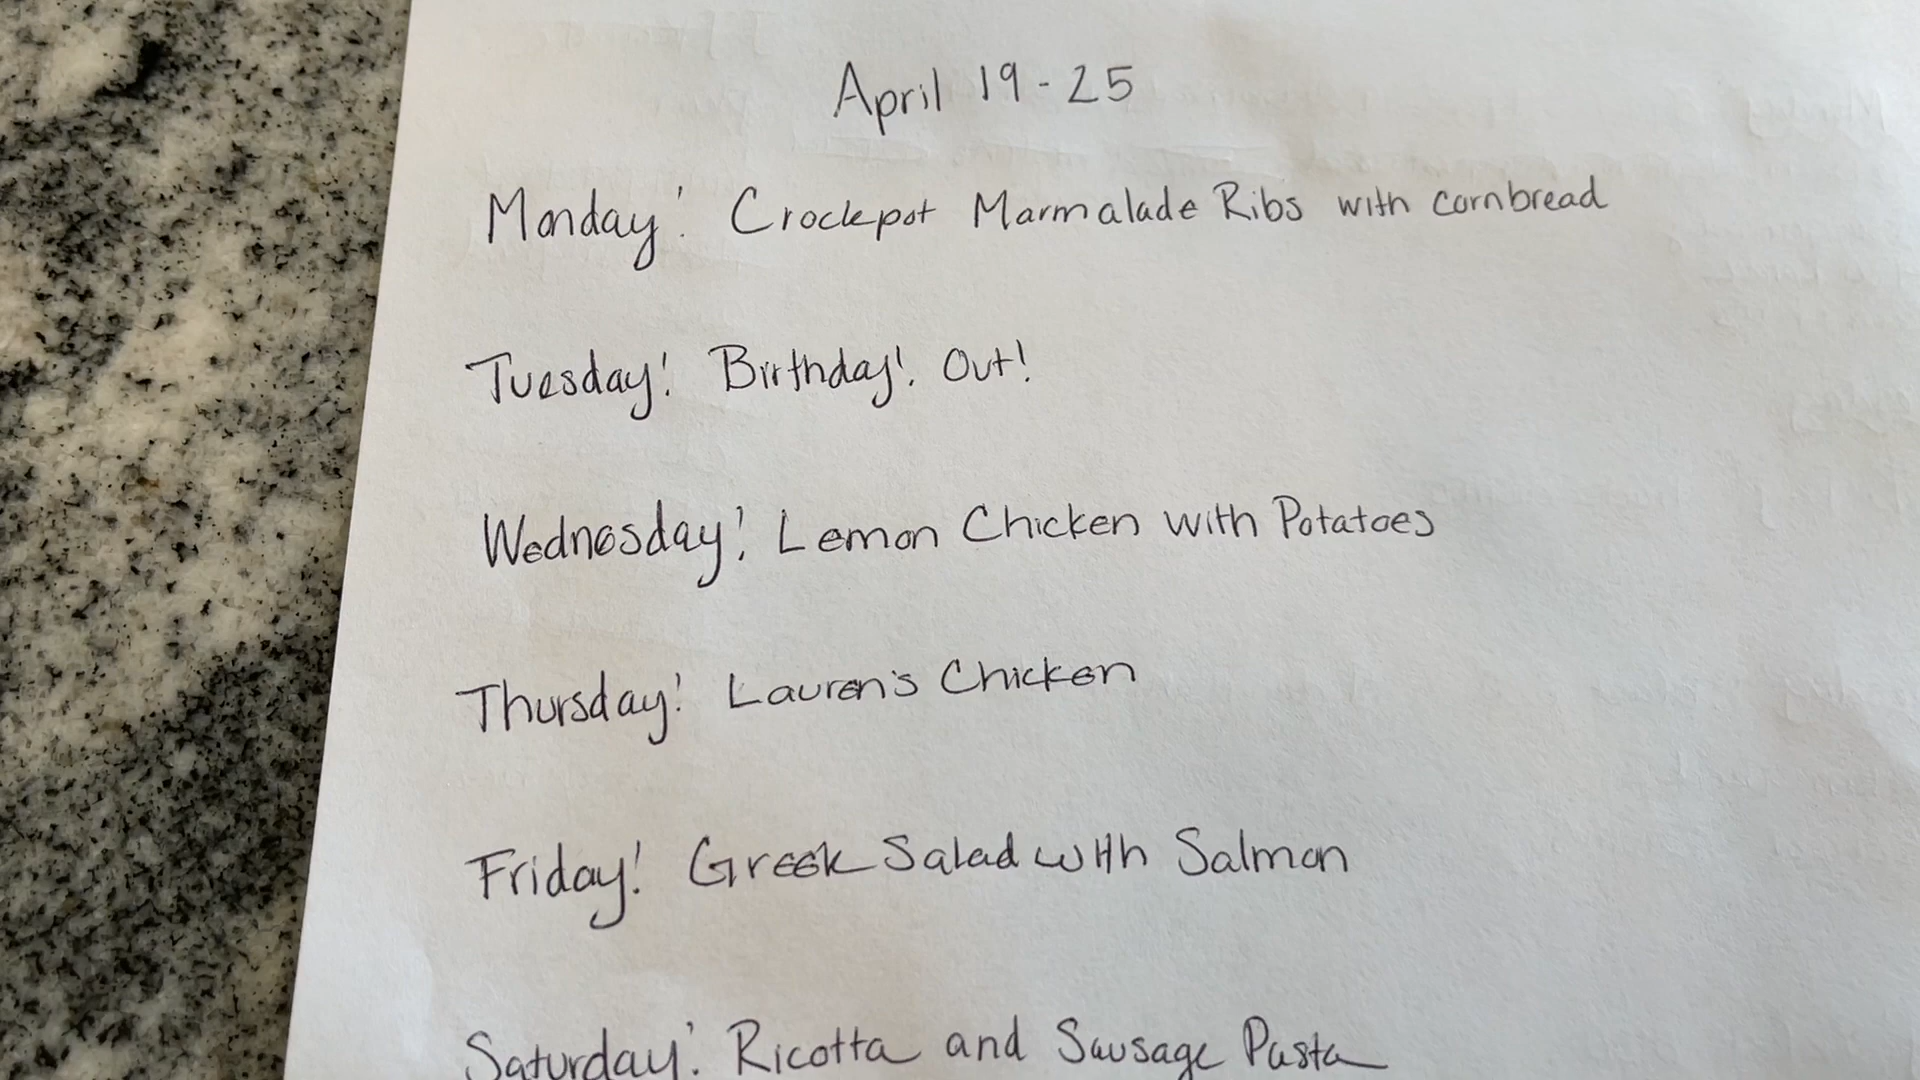 April 19-25
Monday: Crockpot Marmalade Ribs with cornbread
Tuesday: Birthday! Out!
Wednesday: Lemon Chicken with Potatoes
Thursday: Lauren's Chicken
Friday: Greek Salad with Salmon
Saturday: Ricotta and Sausage Pasta